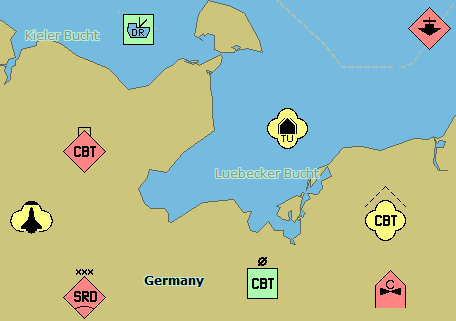 Kieler Bucht
DR
CBT
TU
Luebecker Bucht
CBT
xxx
SRD
Germany
ø
CBT
C